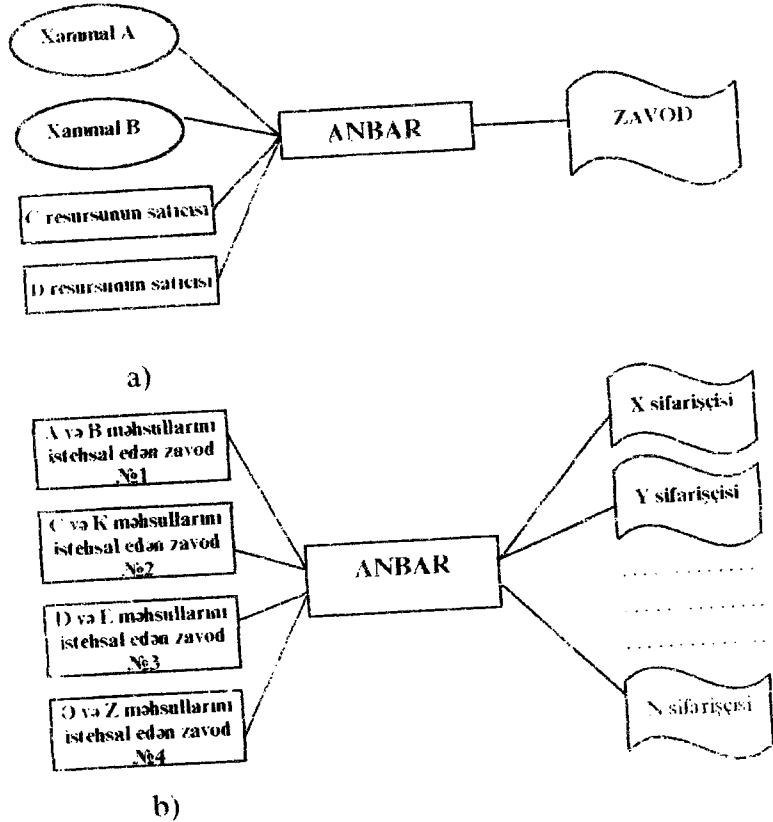 Xammal A
Xammal B
C resursunun satıcısı
D resursunun satıcısı
ANBAR
ZAVOD
a)
A və B məhsullarını
istehsal edən zavod
№1
C və K məhsullarını
istehsal edən zavod
№2
D və E məhsullarını
istehsal edən zavod
№3
O və Z məhsullarını
istehsal edən zavod
№4
ANBAR
X sifarişçisi
Y sifarişçisi
. . . . . . . . . . . .
. . . . . . . . . . . .
. . . . . . . . . . . .
N sifarişçisi
b)